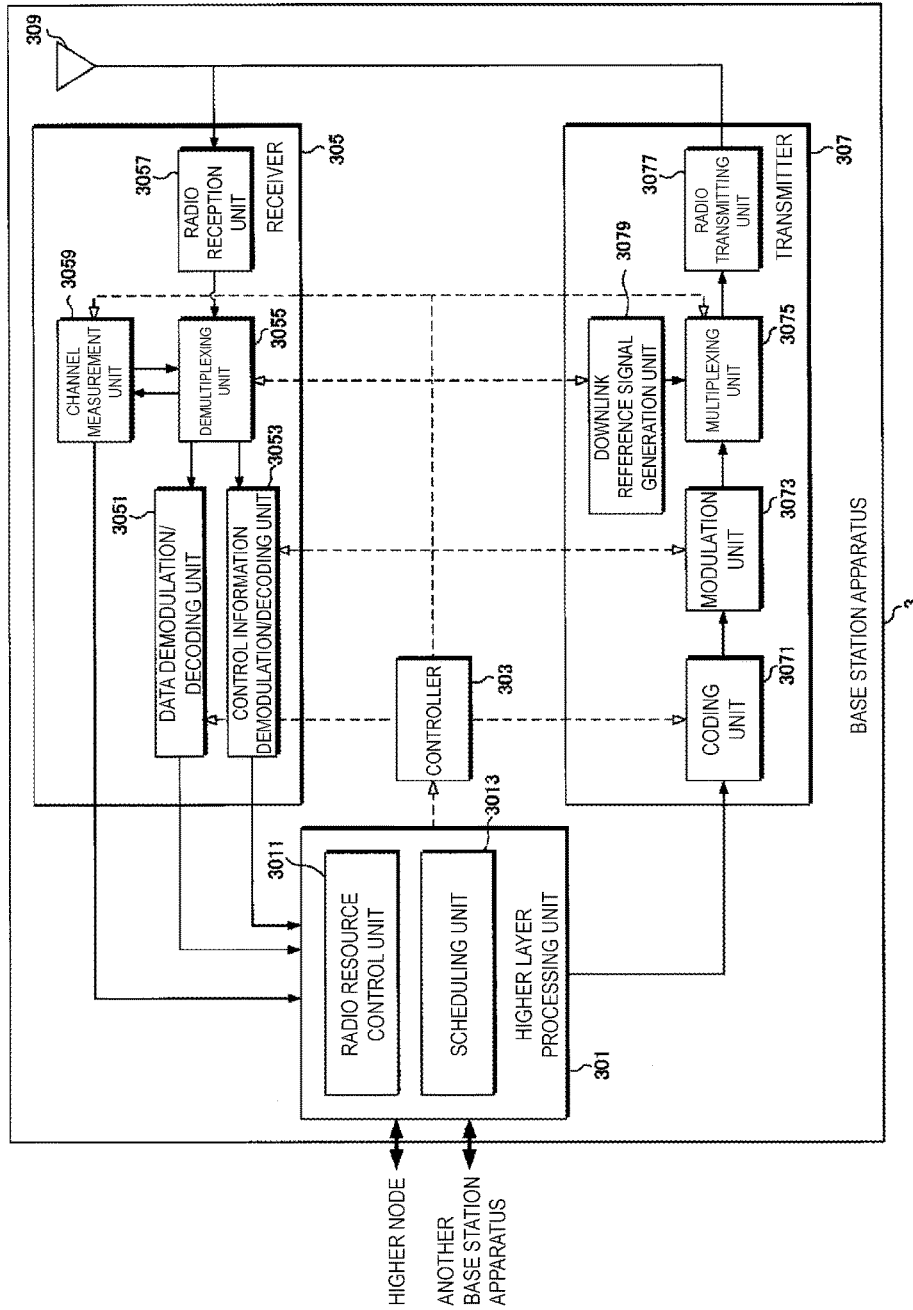 309
3057
RADIO
RECEPTION
UNIT
RECEIVER
305
3059
CHANNEL
MEASUREMENT
UNIT
DEMULTIPLEXING
UNIT
3055
3051
DATA DEMODULATION/
DECODING UNIT
3053
CONTROL INFORMATION
DEMODULATION/DECODING UNIT
HIGHER NODE
ANOTHER
BASE STATION
APPARATUS
3011
RADIO RESOURCE
CONTROL UNIT
3013
SCHEDULING UNIT
HIGHER LAYER
PROCESSING UNIT
301
CONTROLLER
303
3079
DOWNLINK
REFERENCE SIGNAL
GENERATION UNIT
CODING
UNIT
3071
MODULATION
UNIT
3073
MULTIPLEXING
UNIT
3075
3077
RADIO
TRANSMITTING
UNIT
TRANSMITTER
307
BASE STATION APPARATUS
3